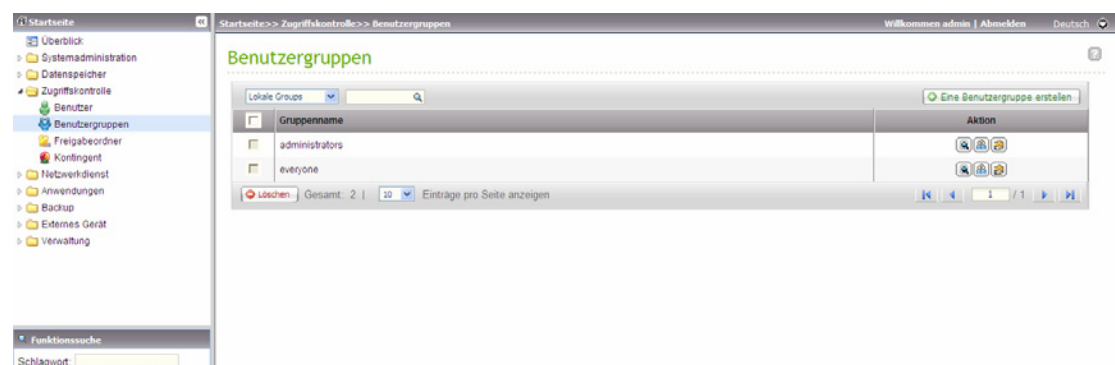 Startseite
Startseite>> Zugriffskontrolle>> Benutzergruppen
Willkommen admin | Abmelden
Deutsch
Überblick
Systemadministration
Datenspeicher
Zugriffskontrolle
Benutzer
Benutzergruppen
Freigabeordner
Kontingent
Netzwerkdienst
Anwendungen
Backup
Externes Gerät
Verwaltung
Funktionssuche
Schlagwort:
Benutzergruppen
Lokale Groups
Eine Benutzergruppe erstellen
Gruppenname Aktion
administrators
everyone
Löschen Gesamt: 2 | 10 Einträge pro Seite anzeigen 1 / 1